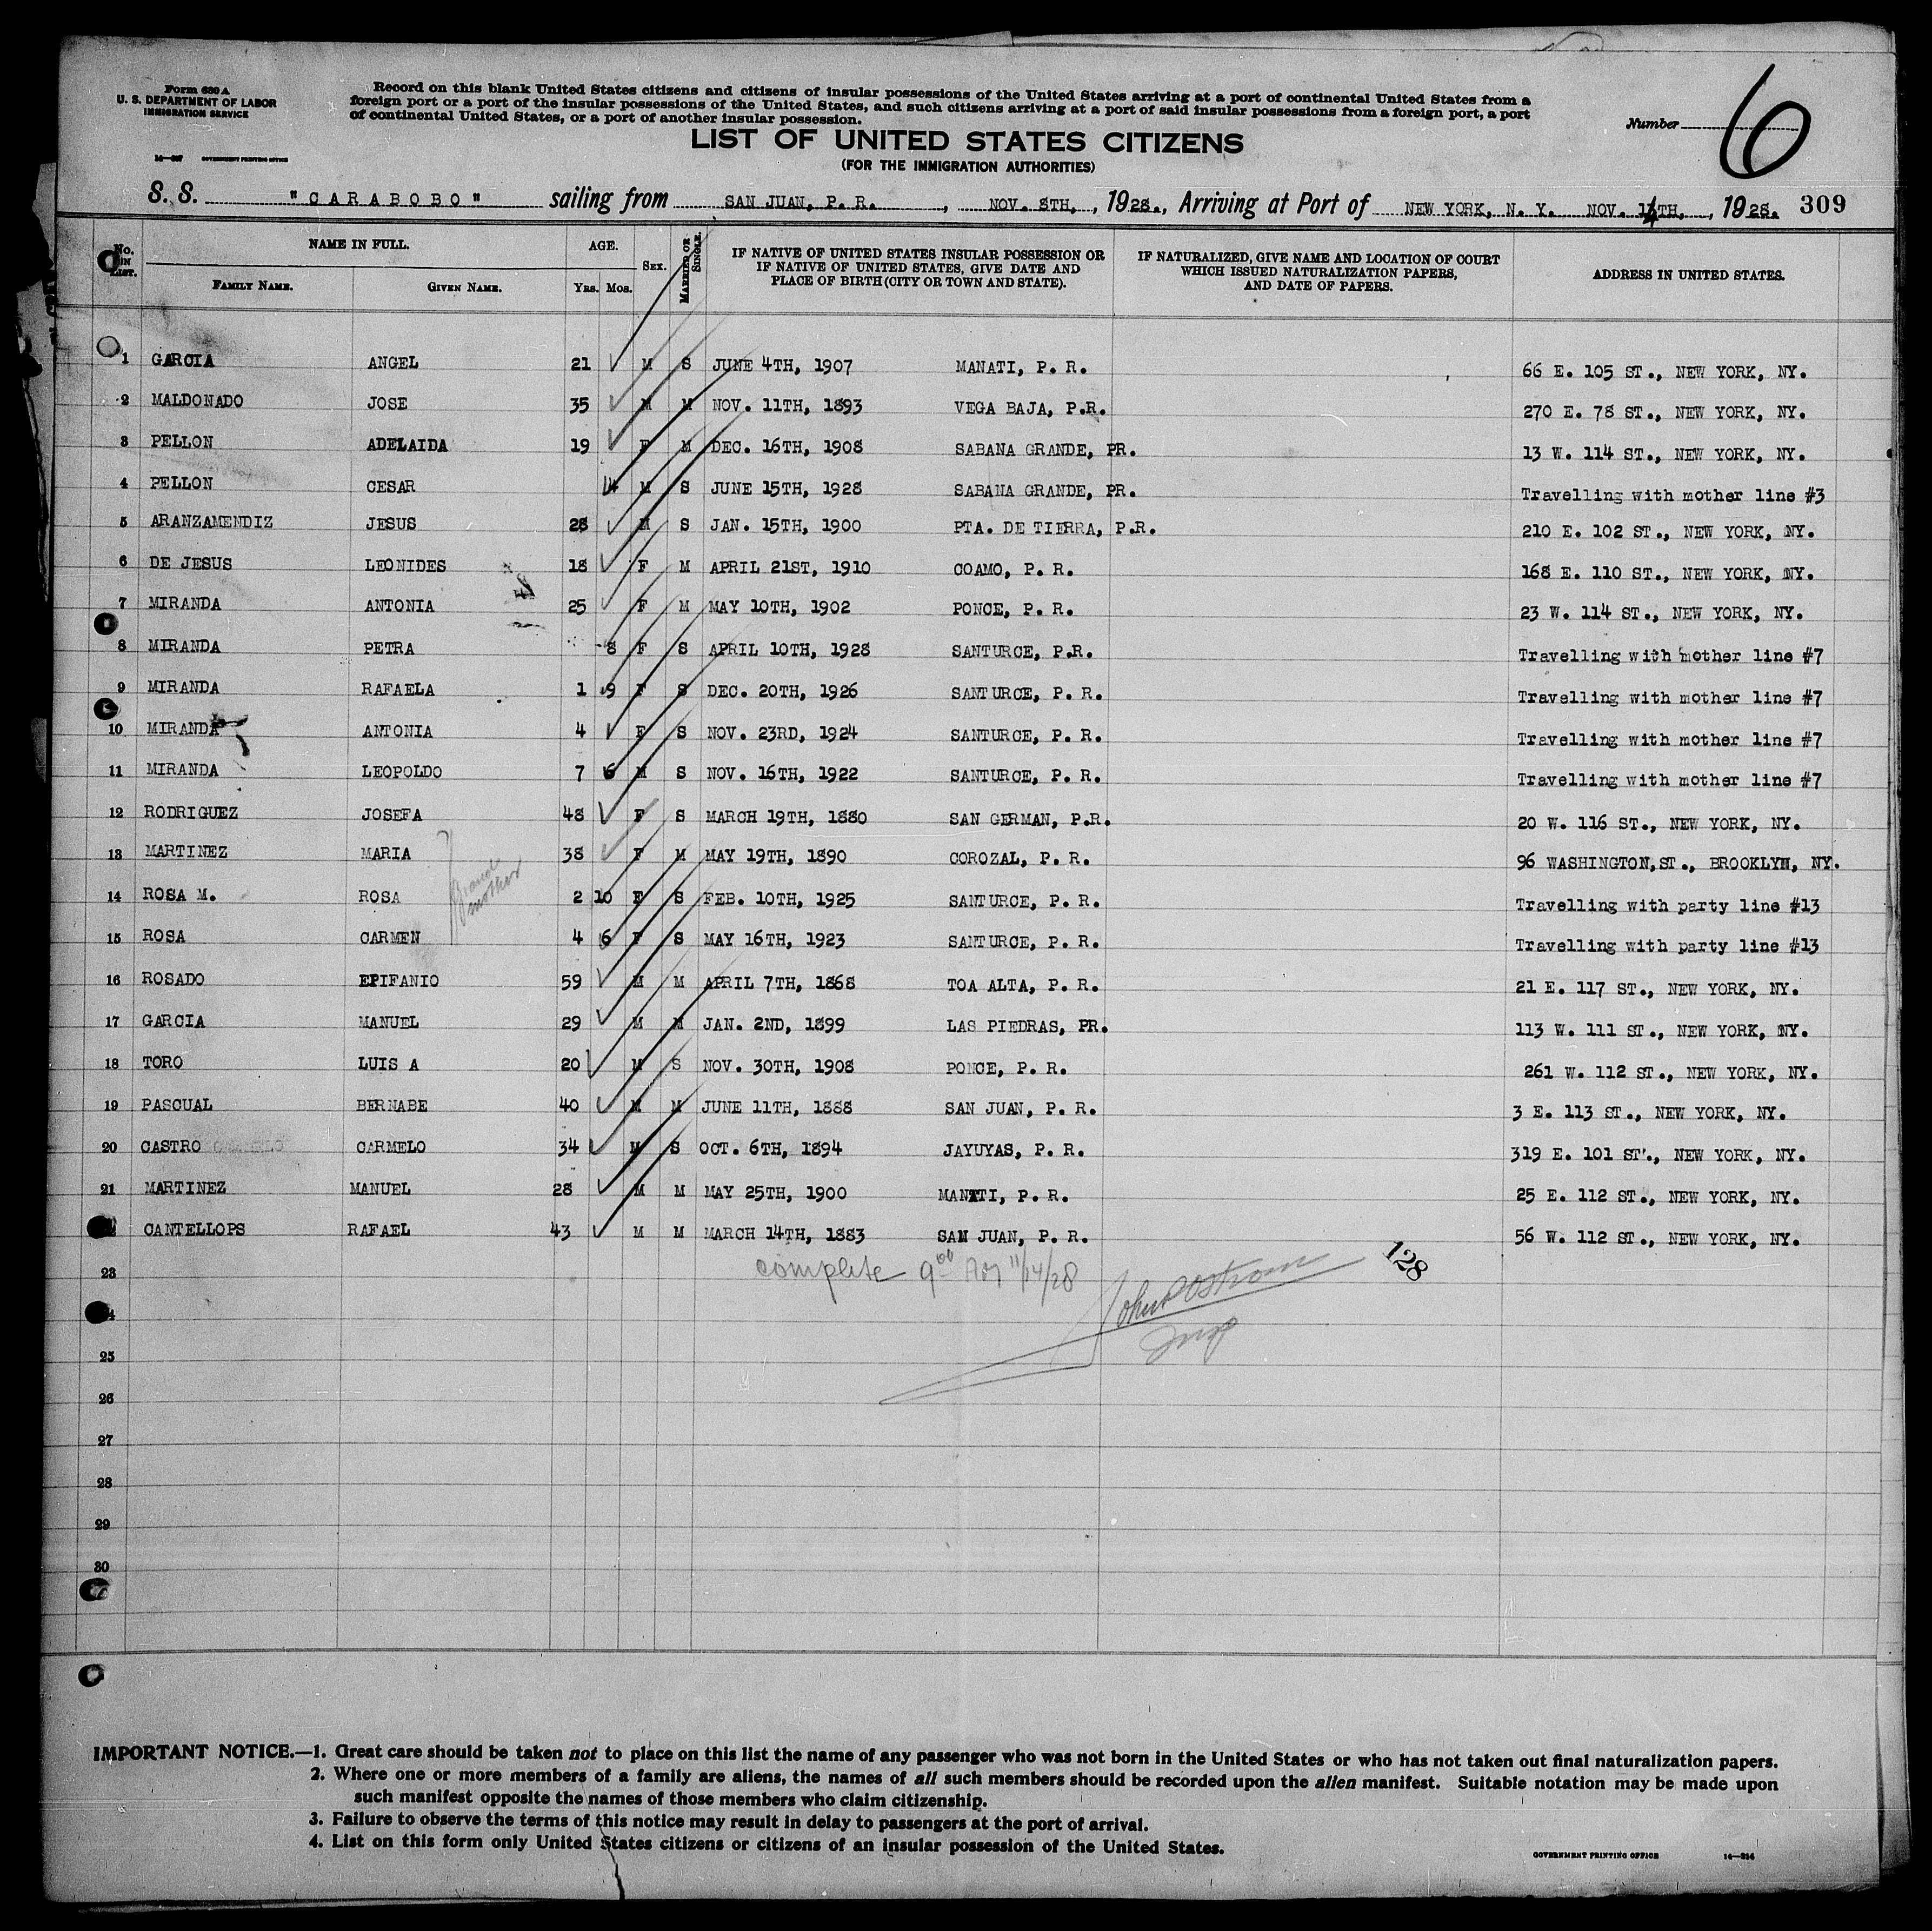 Form 630 A
U. S. DEPARTMENT OF LABOR
IMMIGRATION SERVICE
GOVERNMENT PRINTING OFFICE
Record on this blank United States citizens and citizens of insular possessions of the United States arriving at a port of continental United States from a
foreign port or a port of the insular possessions of the United States, and such citizens arriving at a port of said insular possessions from a foreign port, a port
of continental United States, or a port of another insular possession.
LIST OF UNITED STATES CITIZENS
(FOR THE IMMIGRATION AUTHORITIES)
Number 6
S. S. "CARABOBO" sailing from SAN JUAN, P. R. , NOV. 8TH, , 1928., Arriving at Port of NEW YORK, N. Y. NOV. 14TH, , 1928. 309
No. IN LIST. NAME IN FULL. AGE. SEX. MARRIED OR SINGLE. IF NATIVE OF UNITED STATES INSULAR POSSESSION OR IF NATIVE OF UNITED STATES, GIVE DATE AND PLACE OF BIRTH (CITY OR TOWN AND STATE). IF NATURALIZED, GIVE NAME AND LOCATION OF COURT WHICH ISSUED NATURALIZATION PAPERS, AND DATE OF PAPERS. ADDRESS IN UNITED STATES.
FAMILY NAME. GIVEN NAME. YRS. MOS.
1 GARCIA ANGEL 21 M S JUNE 4TH, 1907 MANATI, P. R. 66 E. 105 ST., NEW YORK, NY.
2 MALDONADO JOSE 35 M M NOV. 11TH, 1893 VEGA BAJA, P.R. 270 E. 78 ST., NEW YORK, NY.
3 PELLON ADELAIDA 19 F M DEC. 16TH, 1908 SABANA GRANDE, PR. 13 W. 114 ST., NEW YORK, NY.
4 PELLON CESAR 4 M S JUNE 15TH, 1928 SABANA GRANDE, PR. Travelling with mother line #3
5 ARANZAMENDIZ JESUS 28 M S JAN. 15TH, 1900 PTA. DE TIERRA, P.R. 210 E. 102 ST., NEW YORK, NY.
6 DE JESUS LEONIDES 18 F M APRIL 21ST, 1910 COAMO, P. R. 168 E. 110 ST., NEW YORK, NY.
7 MIRANDA ANTONIA 25 F M MAY 10TH, 1902 PONCE, P. R. 23 W. 114 ST., NEW YORK, NY.
8 MIRANDA PETRA 8 F S APRIL 10TH, 1928 SANTURCE, P.R. Travelling with mother line #7
9 MIRANDA RAFAELA 1 9 F S DEC. 20TH, 1926 SANTURCE, P. R. Travelling with mother line #7
10 MIRANDA ANTONIA 4 F S NOV. 23RD, 1924 SANTURCE, P. R. Travelling with mother line #7
11 MIRANDA LEOPOLDO 7 6 M S NOV. 16TH, 1922 SANTURCE, P. R. Travelling with mother line #7
12 RODRIGUEZ JOSEFA 48 F S MARCH 19TH, 1880 SAN GERMAN, P.R. 20 W. 116 ST., NEW YORK, NY.
13 MARTINEZ MARIA 38 F M MAY 19TH, 1890 COROZAL, P. R. 96 WASHINGTON, ST., BROOKLYN, NY.
Grand mother
14 ROSA M. ROSA 2 10 F S FEB. 10TH, 1925 SANTURCE, P. R. Travelling with party line #13
15 ROSA CARMEN 4 6 F S MAY 16TH, 1923 SANTURCE, P. R. Travelling with party line #13
16 ROSADO EPIFANIO 59 M M APRIL 7TH, 1868 TOA ALTA, P. R. 21 E. 117 ST., NEW YORK, NY.
17 GARCIA MANUEL 29 M M JAN. 2ND, 1899 LAS PIEDRAS, PR. 113 W. 111 ST., NEW YORK, NY.
18 TORO LUIS A 20 M S NOV. 30TH, 1908 PONCE, P. R. 261 W. 112 ST., NEW YORK, NY.
19 PASCUAL BERNABE 40 M M JUNE 11TH, 1888 SAN JUAN, P. R. 3 E. 113 ST., NEW YORK, NY.
20 CASTRO CARMELO 34 M S OCT. 6TH, 1894 JAYUYAS, P. R. 319 E. 101 ST., NEW YORK, NY.
21 MARTINEZ MANUEL 28 M M MAY 25TH, 1900 MANATI, P. R. 25 E. 112 ST., NEW YORK, NY.
CANTELLOPS RAFAEL 43 M M MARCH 14TH, 1883 SAN JUAN, P. R. 56 W. 112 ST., NEW YORK, NY.
23 complete 9 00 11/14/28 128
John P Ostrom
Insp
25
26
27
28
29
30
IMPORTANT NOTICE.—1. Great care should be taken not to place on this list the name of any passenger who was not born in the United States or who has not taken out final naturalization papers.
2. Where one or more members of a family are aliens, the names of all such members should be recorded upon the alien manifest. Suitable notation may be made upon
such manifest opposite the names of those members who claim citizenship.
3. Failure to observe the terms of this notice may result in delay to passengers at the port of arrival.
4. List on this form only United States citizens or citizens of an insular possession of the United States.
GOVERNMENT PRINTING OFFICE 14—214